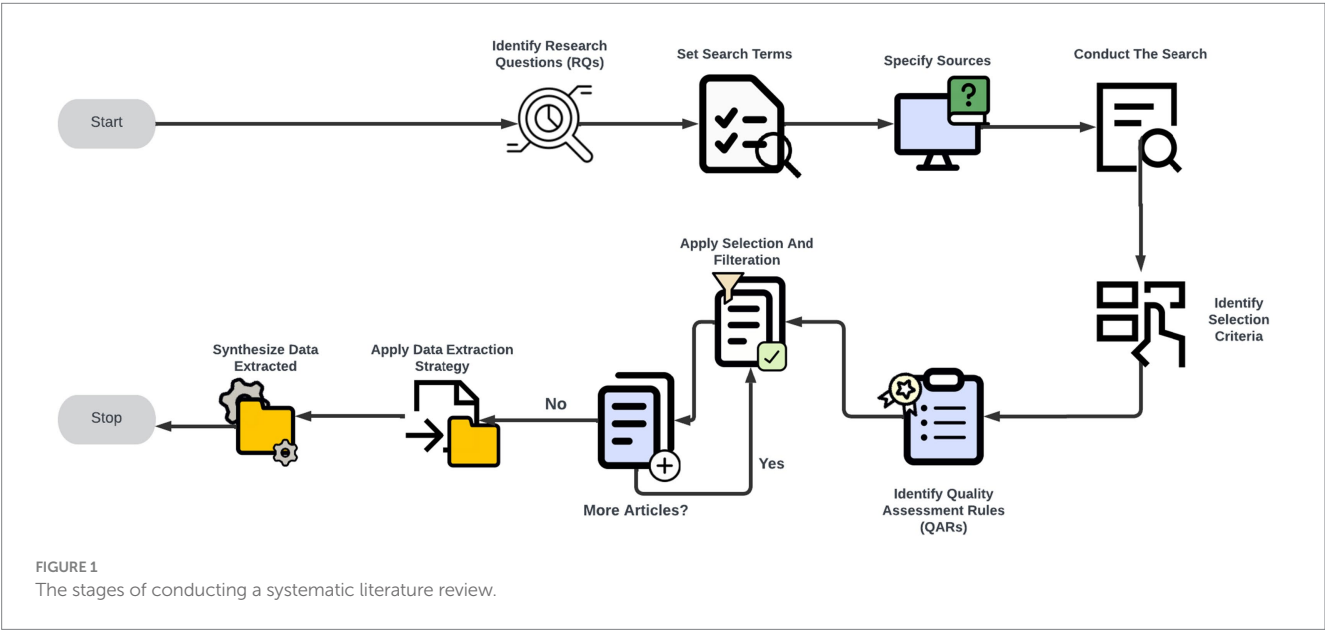 Identify Research
Questions (RQs)
Set Search Terms
Specify Sources
Conduct The Search
Start
?
Apply Selection And
Filteration
Identify
Selection
Criteria
Synthesize Data
Extracted
Apply Data Extraction
Strategy
No
Stop
Yes
More Articles?
Identify Quality
Assessment Rules
(QARs)
FIGURE 1
The stages of conducting a systematic literature review.